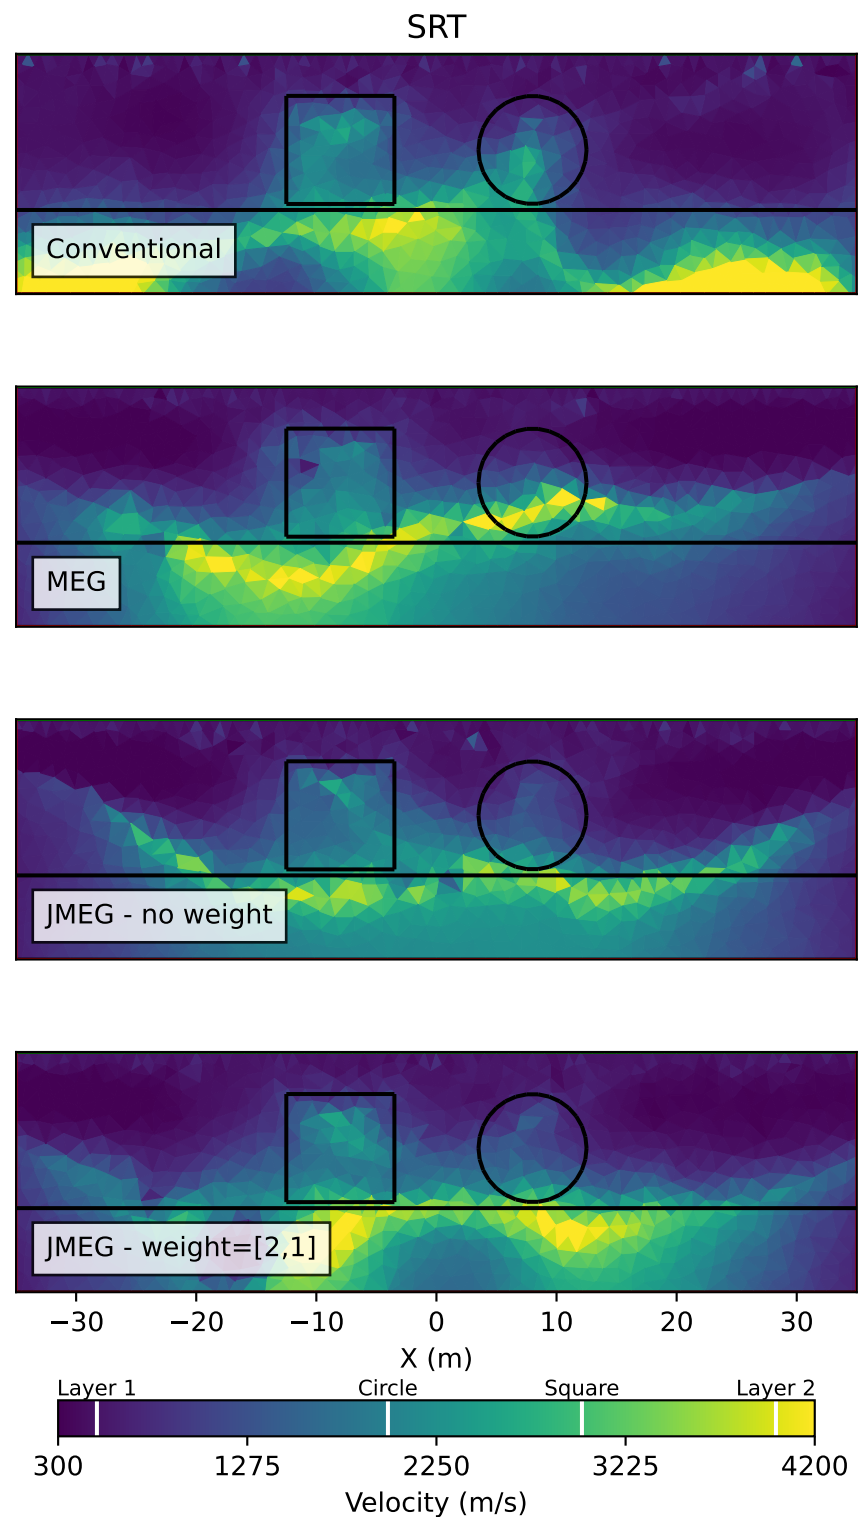 SRT
Conventional
MEG
JMEG - no weight
JMEG - weight=[2,1]
−30 −20 −10 0 10 20 30
X (m)
Layer 1 Circle Square Layer 2
300 1275 2250 3225 4200
Velocity (m/s)